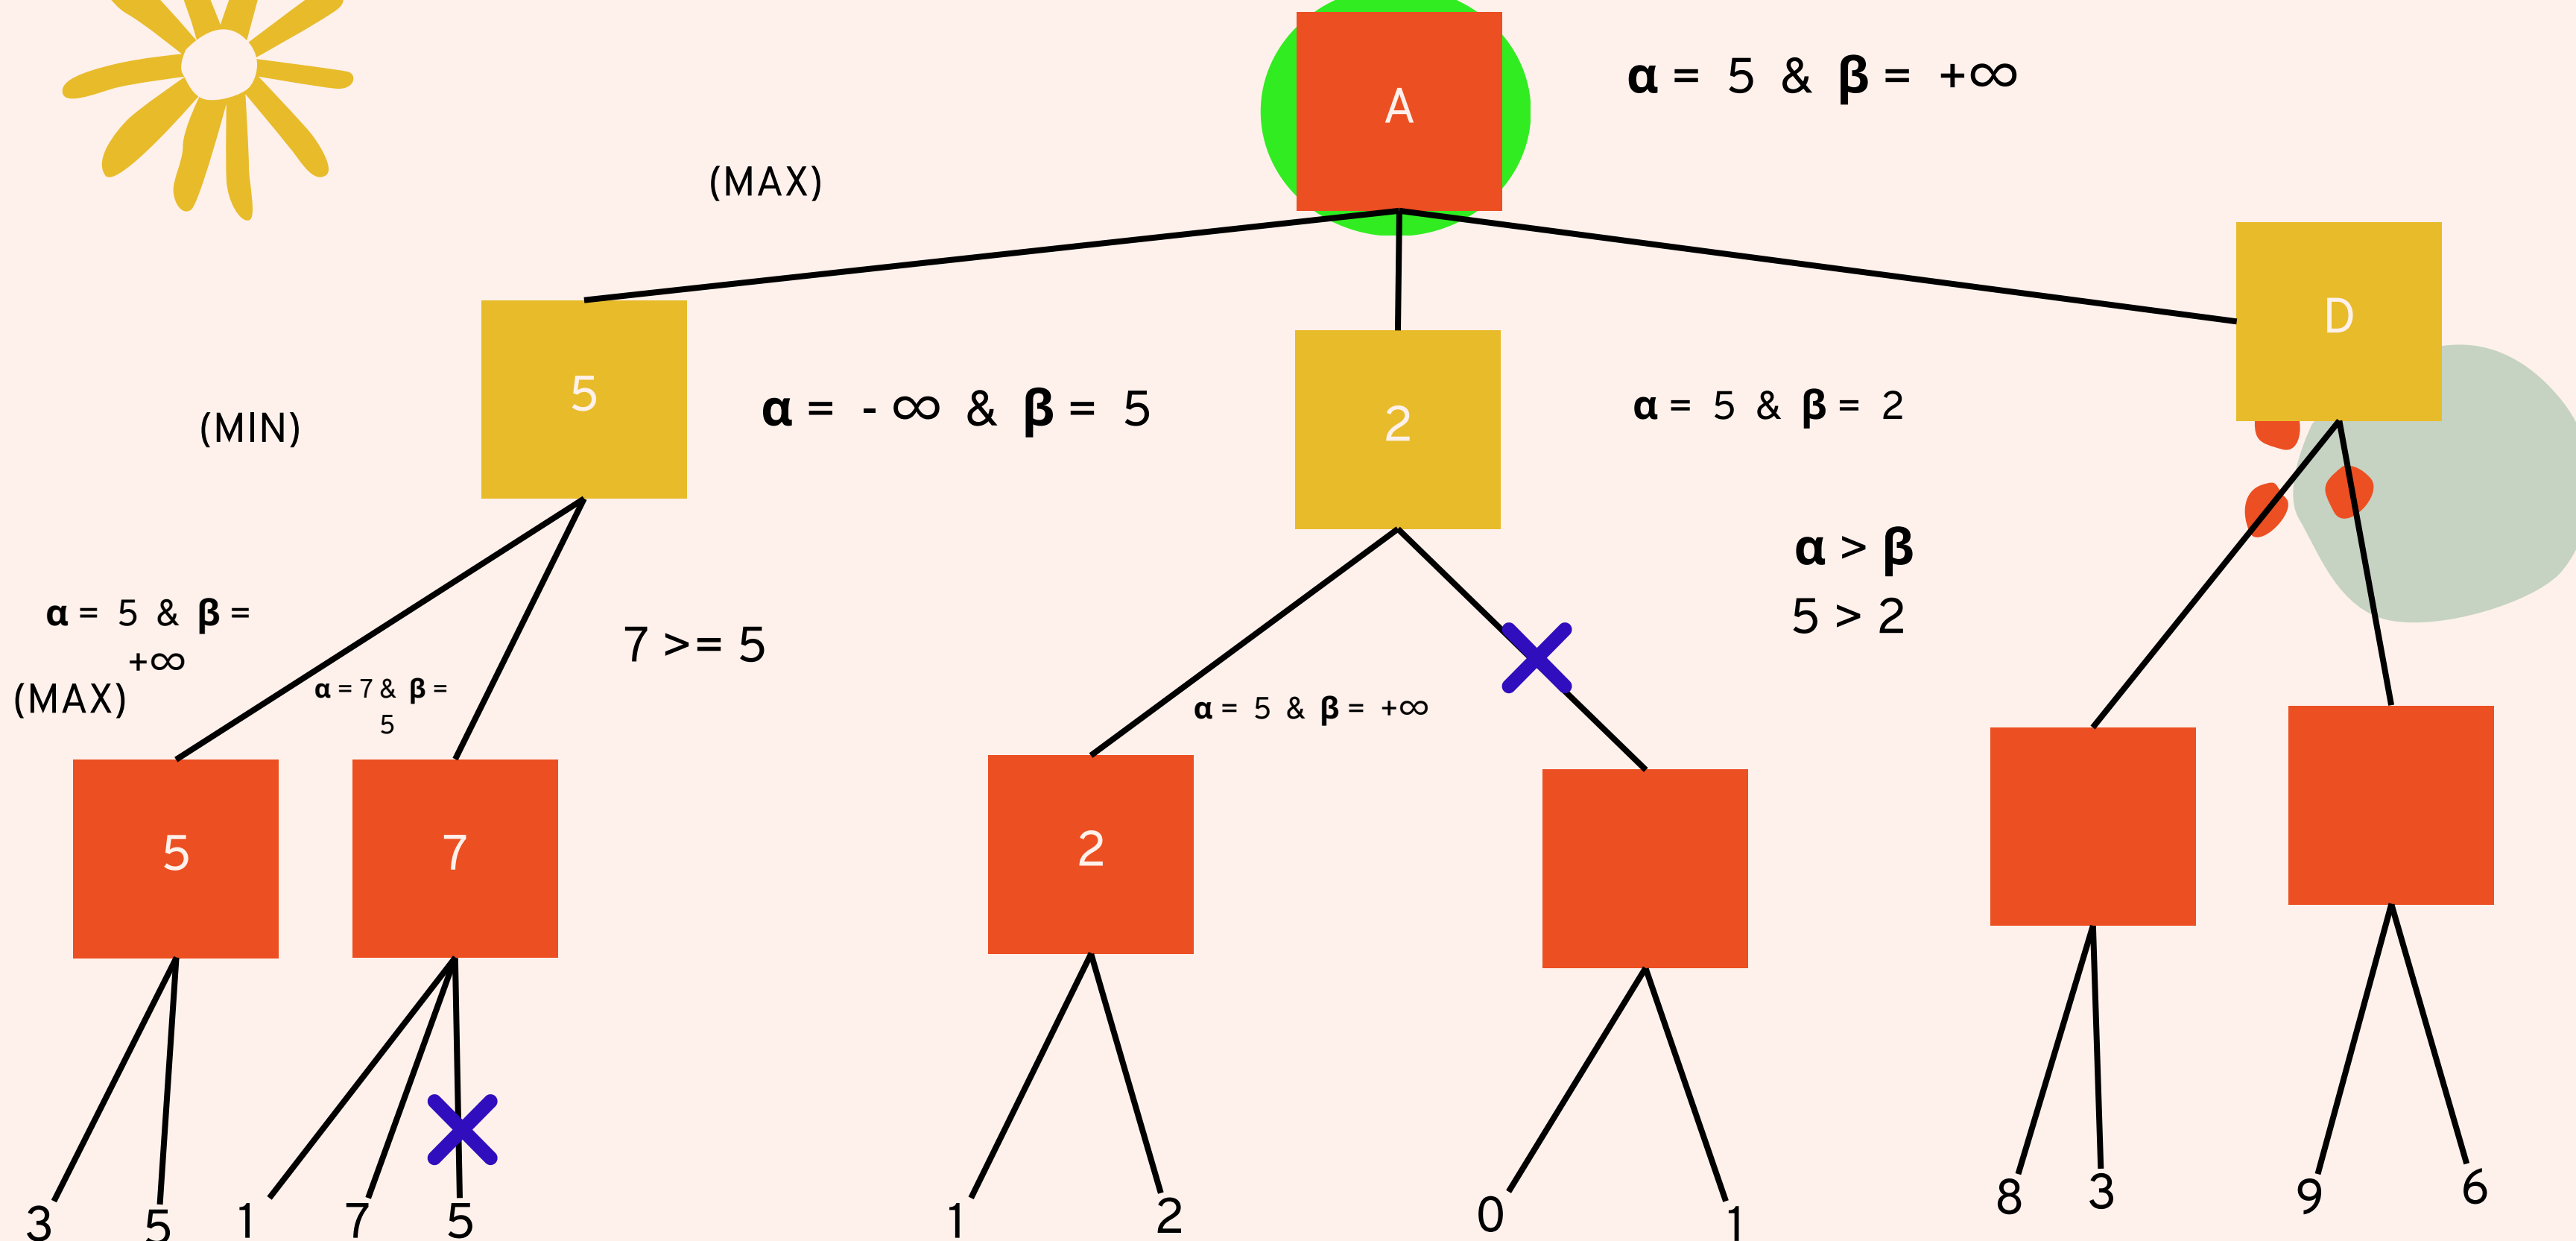 A
α = 5 & β = +∞
(MAX)
D
5
α = - ∞ & β = 5
2
α = 5 & β = 2
(MIN)
α > β
5 > 2
α = 5 & β =
+∞
7 >= 5
(MAX)
α = 7 & β =
5
α = 5 & β = +∞
5
7
2
3 5 1 7 5 1 2 0 1 8 3 9 6